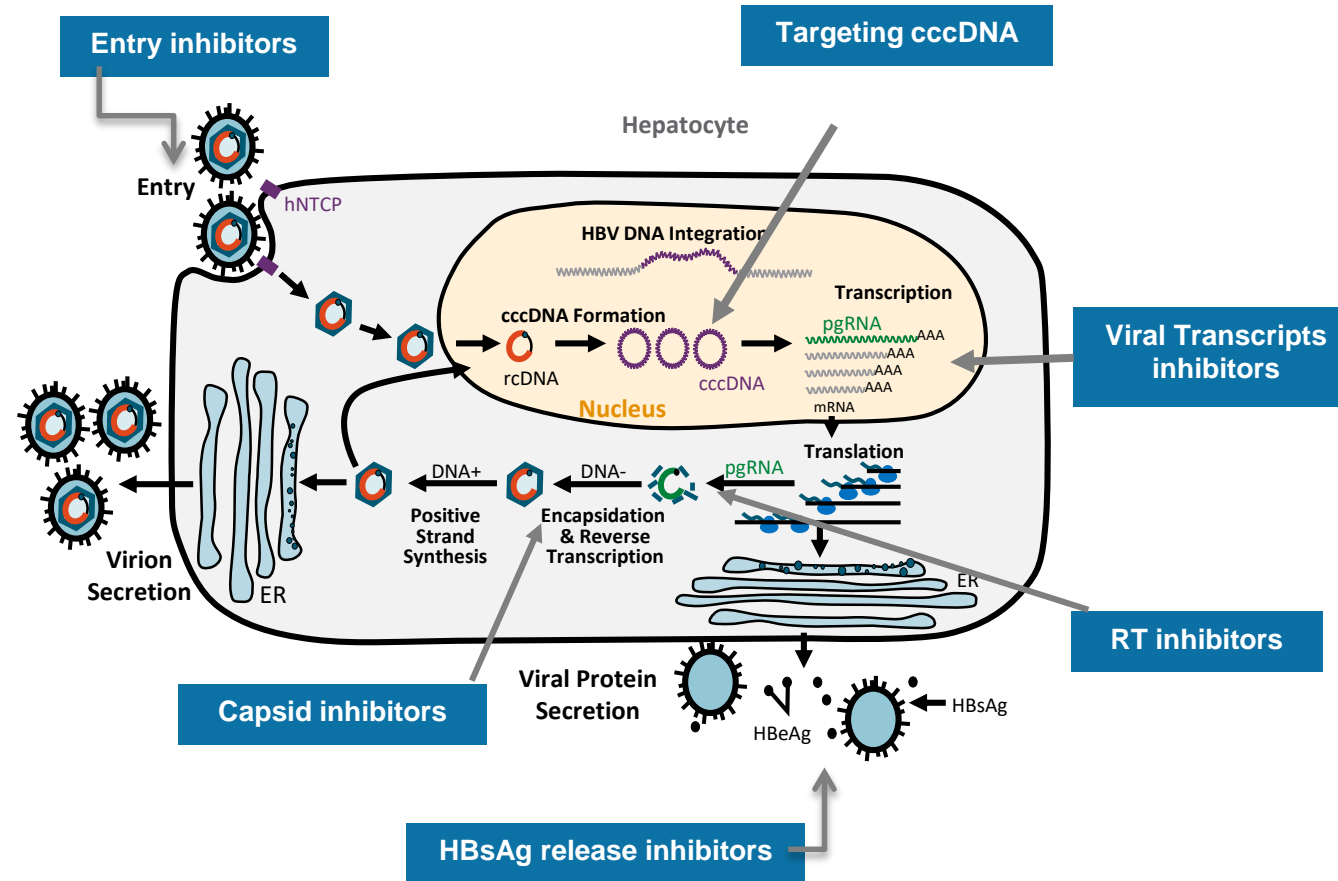 Entry inhibitors
Targeting cccDNA
Hepatocyte
Entry
hNTCP
HBV DNA Integration
Transcription
pgRNA
AAA
AAA
AAA
AAA
mRNA
cccDNA Formation
rcDNA
cccDNA
Nucleus
Viral Transcripts
inhibitors
Translation
pgRNA
DNA-
DNA+
Encapsidation
& Reverse
Transcription
Positive
Strand
Synthesis
Virion
Secretion
ER
ER
RT inhibitors
Capsid inhibitors
Viral Protein
Secretion
HBeAg
HBsAg
HBsAg release inhibitors